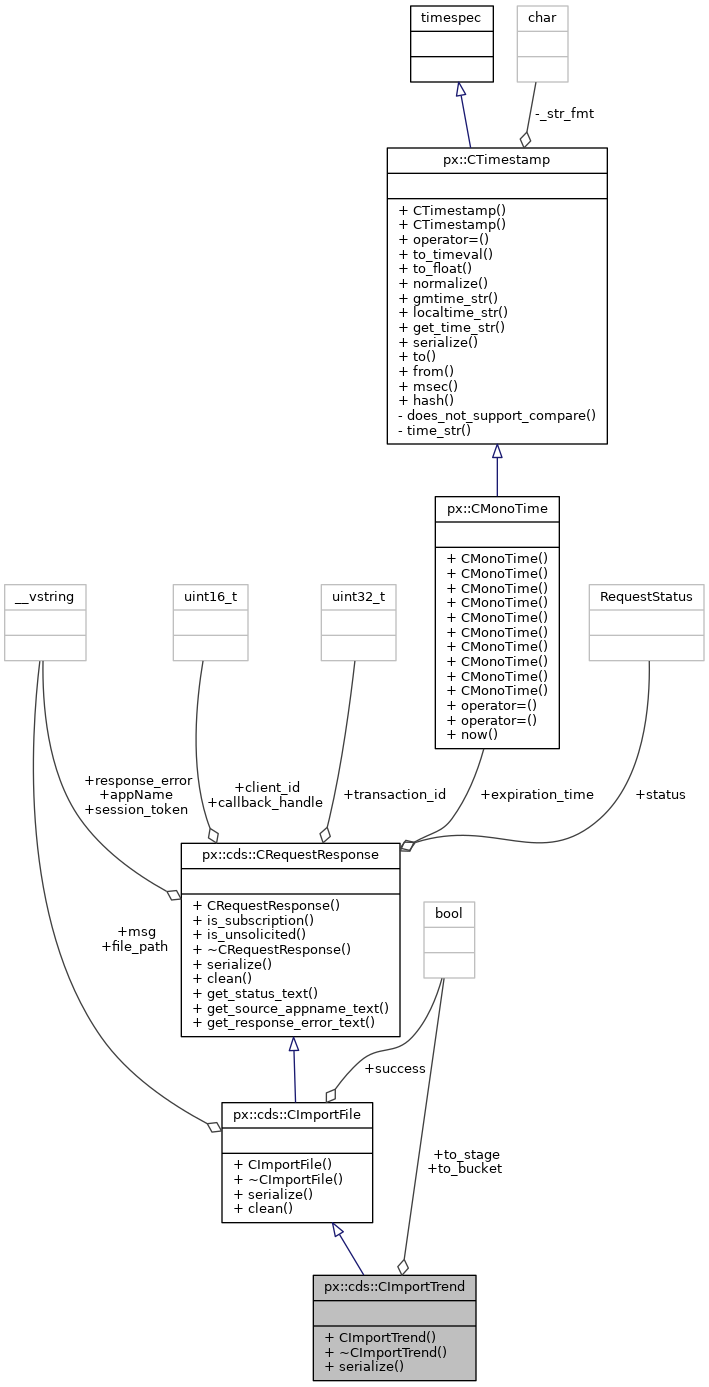 timespec
char
-_str_fmt
px::CTimestamp
+ CTimestamp()
+ CTimestamp()
+ operator=()
+ to_timeval()
+ to_float()
+ normalize()
+ gmtime_str()
+ localtime_str()
+ get_time_str()
+ serialize()
+ to()
+ from()
+ msec()
+ hash()
- does_not_support_compare()
- time_str()
px::CMonoTime
+ CMonoTime()
+ CMonoTime()
+ CMonoTime()
+ CMonoTime()
+ CMonoTime()
+ CMonoTime()
+ CMonoTime()
+ CMonoTime()
+ CMonoTime()
+ CMonoTime()
+ operator=()
+ operator=()
+ now()
__vstring
uint16_t
uint32_t
RequestStatus
+response_error
+appName
+session_token
+client_id
+callback_handle
+transaction_id
+expiration_time
+status
px::cds::CRequestResponse
+ CRequestResponse()
+ is_subscription()
+ is_unsolicited()
+ ~CRequestResponse()
+ serialize()
+ clean()
+ get_status_text()
+ get_source_appname_text()
+ get_response_error_text()
bool
+msg
+file_path
+success
px::cds::CImportFile
+ CImportFile()
+ ~CImportFile()
+ serialize()
+ clean()
+to_stage
+to_bucket
px::cds::CImportTrend
+ CImportTrend()
+ ~CImportTrend()
+ serialize()